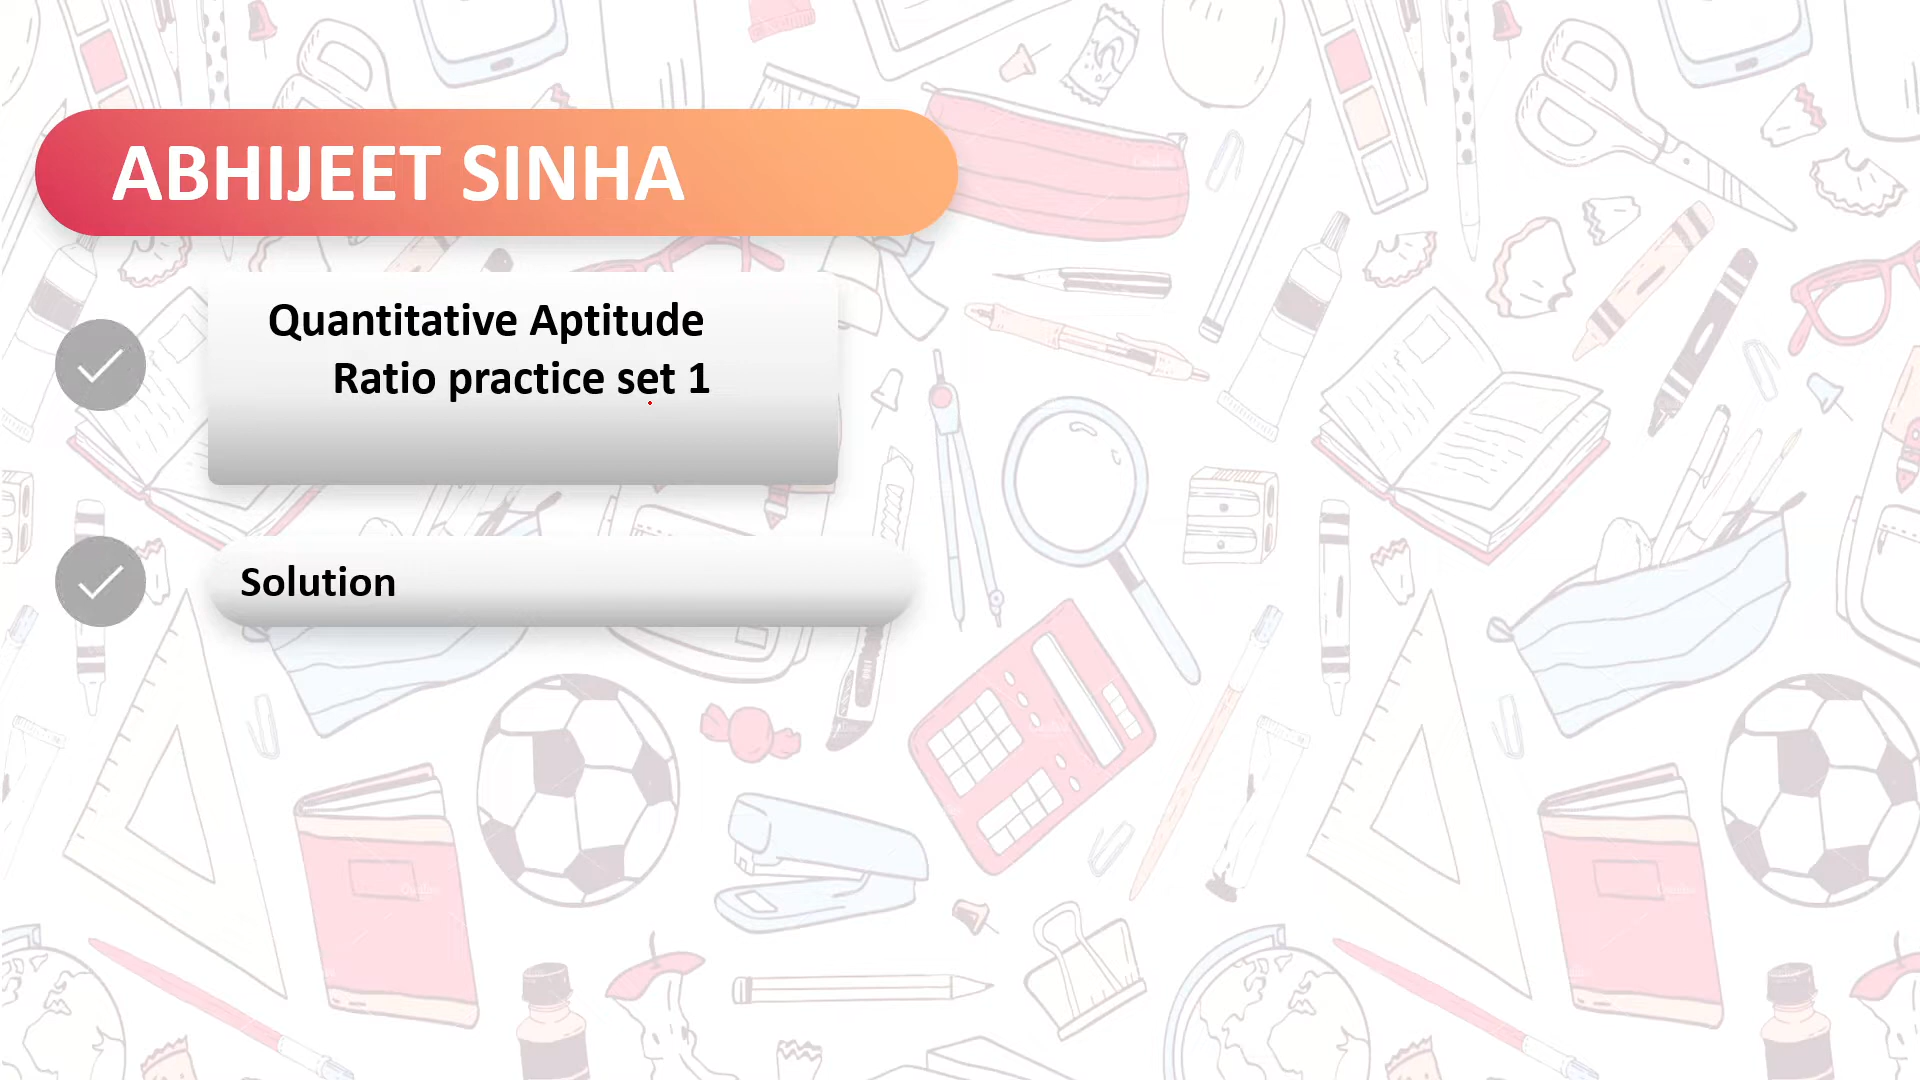 ABHIJEET SINHA
Quantitative Aptitude
Ratio practice set 1
Solution